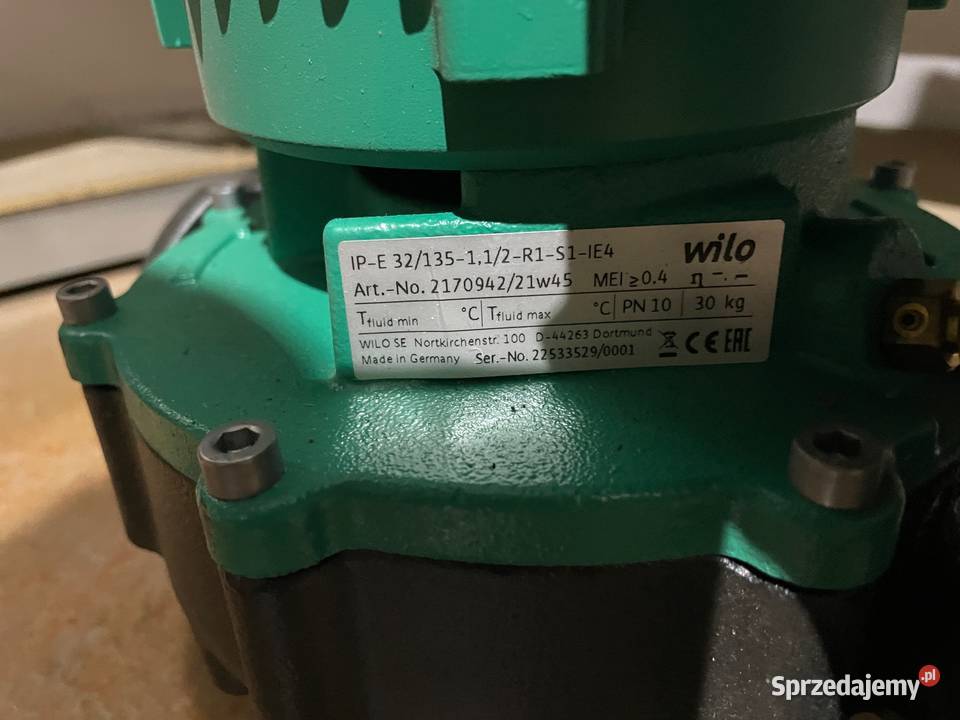 wilo
IP-E 32/135-1,1/2-R1-S1-IE4
Art.-No. 2170942/21w45 MEI ≥ 0.4 η -.- 
Tfluid min °C Tfluid max °C PN 10 30 kg
WILO SE Nortkirchenstr. 100 D-44263 Dortmund
Made in Germany Ser.-No. 22533529/0001 CE EAC
Sprzedajemy.pl